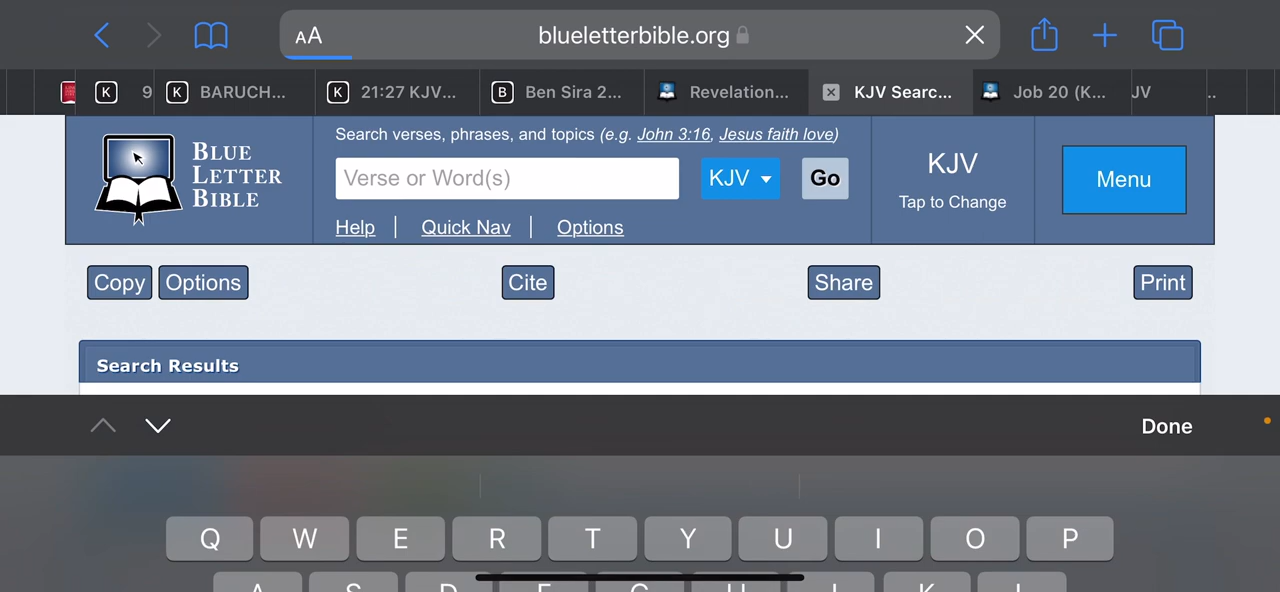 AA blueletterbible.org
K 9 K BARUCH... K 21:27 KJV... B Ben Sira 2... Revelation... KJV Searc... Job 20 (K... JV ..
BLUE LETTER BIBLE
Search verses, phrases, and topics (e.g. John 3:16, Jesus faith love)
Verse or Word(s) KJV Go
Help | Quick Nav | Options
KJV
Tap to Change
Menu
Copy Options Cite Share Print
Search Results
Done
Q W E R T Y U I O P
A S D F G H J K L